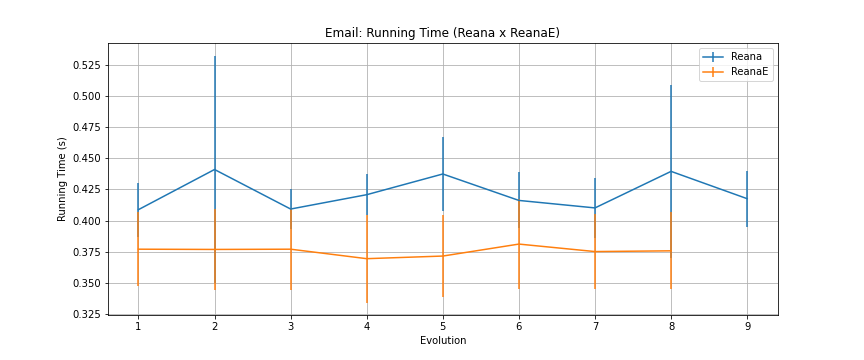 Email: Running Time (Reana x ReanaE)
Reana
ReanaE
Running Time (s)
0.525
0.500
0.475
0.450
0.425
0.400
0.375
0.350
0.325
1 2 3 4 5 6 7 8 9
Evolution